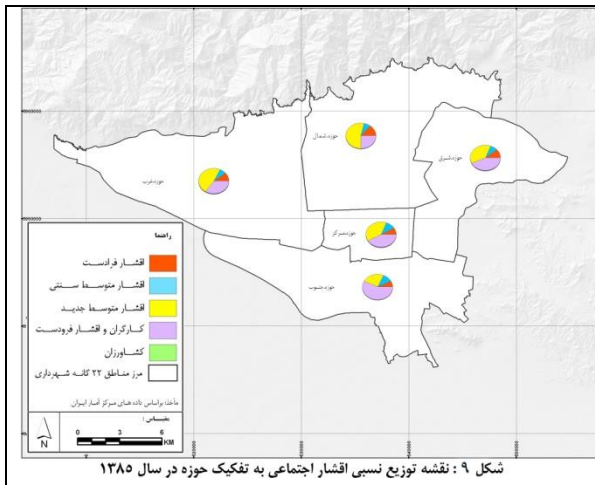 حوزه.شمال
حوزه.شرق
حوزه.غرب
حوزه.مرکز
حوزه.جنوب
راهنما
اقشار فرادست
اقشار متوسط سنتی
اقشار متوسط جدید
کارگران و اقشار فرودست
کشاورزان
مرز مناطق ۲۲ گانه شهرداری
مأخذ: براساس داده های مرکز آمار ایران.
مقیاس :
0 3 6
KM
N
شکل ۹ : نقشه توزیع نسبی اقشار اجتماعی به تفکیک حوزه در سال ۱۳۸۵